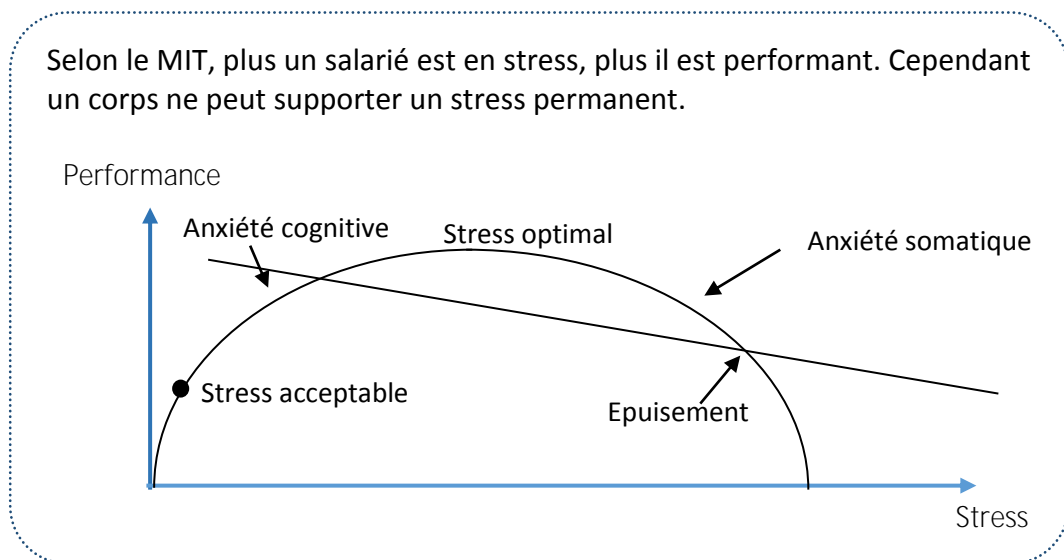 Selon le MIT, plus un salarié est en stress, plus il est performant. Cependant
un corps ne peut supporter un stress permanent.
Performance
Anxiété cognitive
Stress optimal
Anxiété somatique
Stress acceptable
Epuisement
Stress